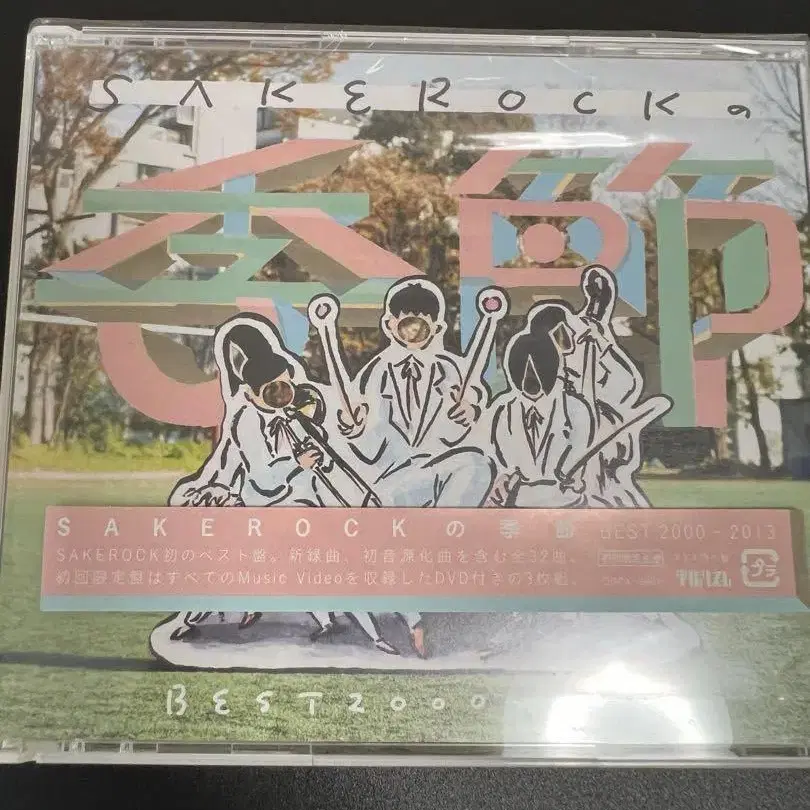 SAKEROCKの
季節
SAKEROCKの季節 BEST 2000-2013
SAKEROCK初のベスト盤。新録曲、初音源化曲を含む全32曲。
初回限定盤はすべてのMusic Videoを収録したDVD付きの3枚組。
プラ
BEST2000